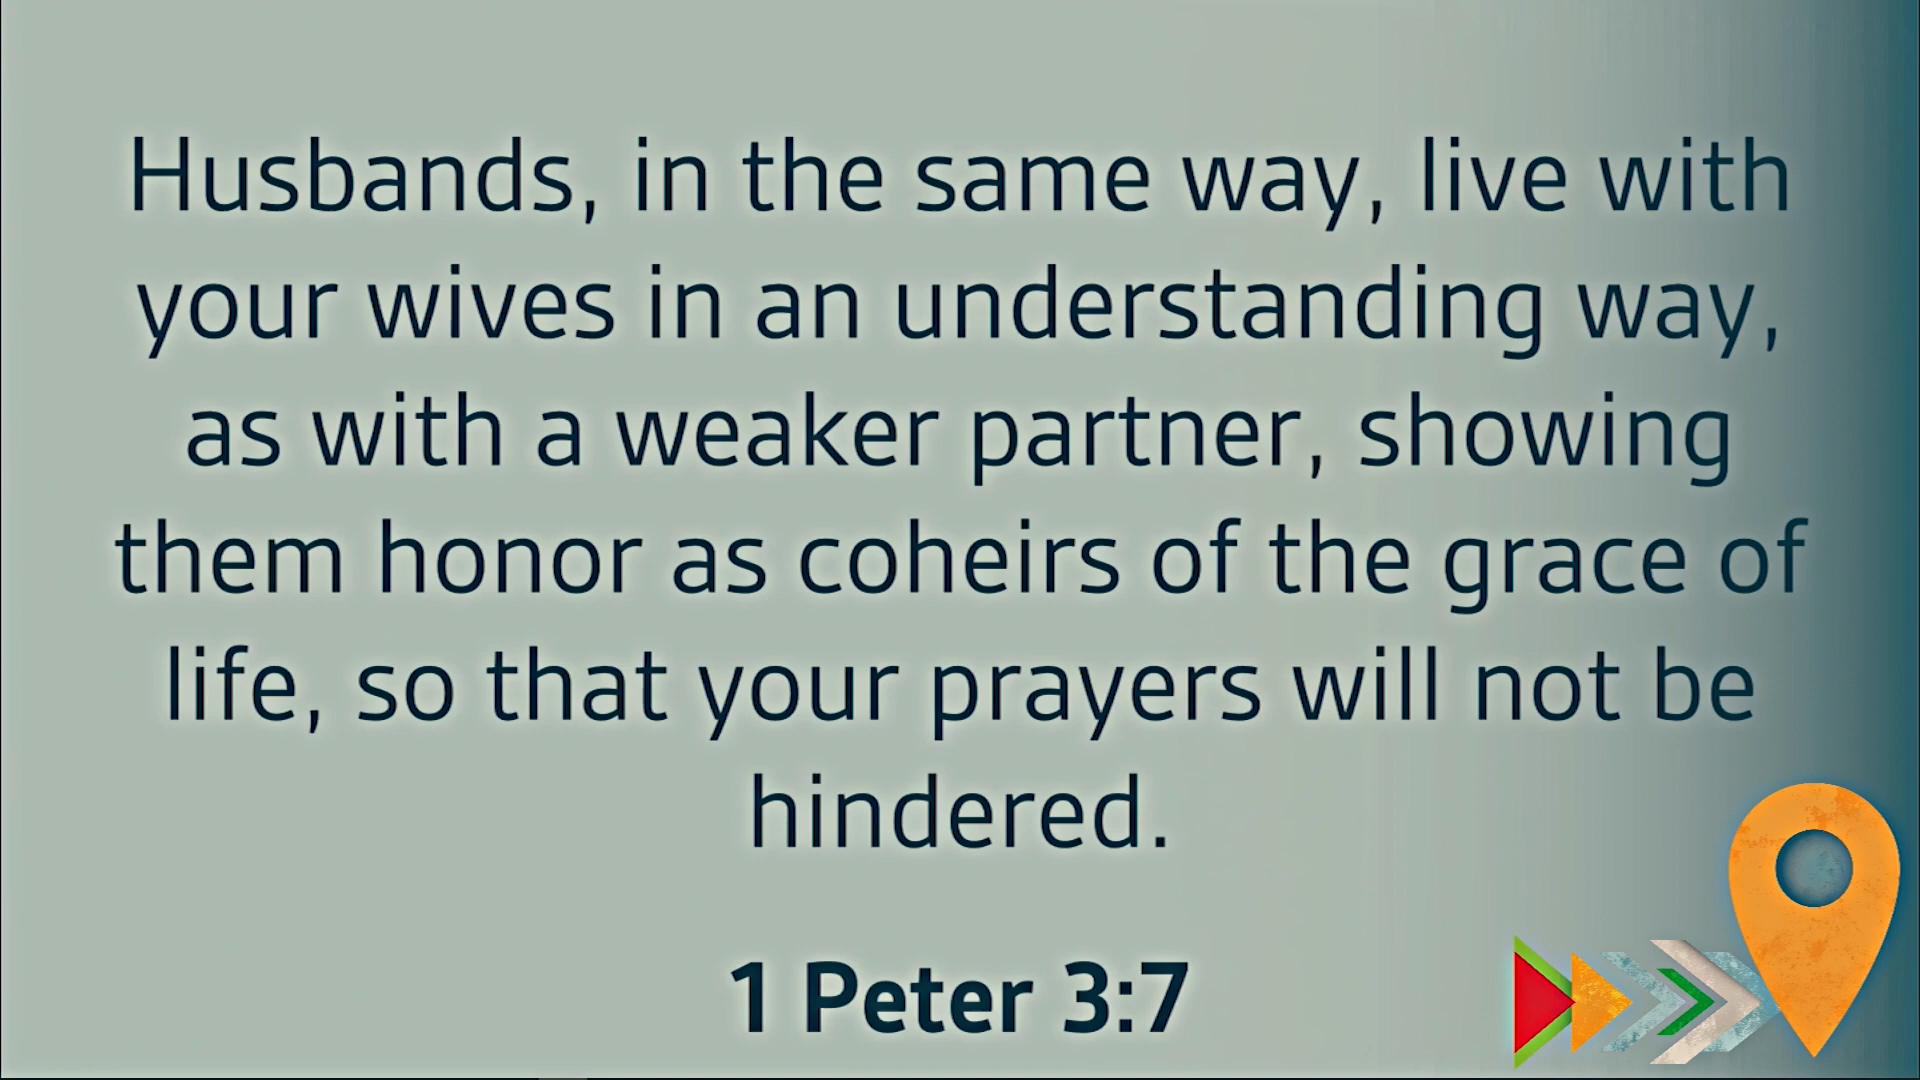 Husbands, in the same way, live with
your wives in an understanding way,
as with a weaker partner, showing
them honor as coheirs of the grace of
life, so that your prayers will not be
hindered.
1 Peter 3:7